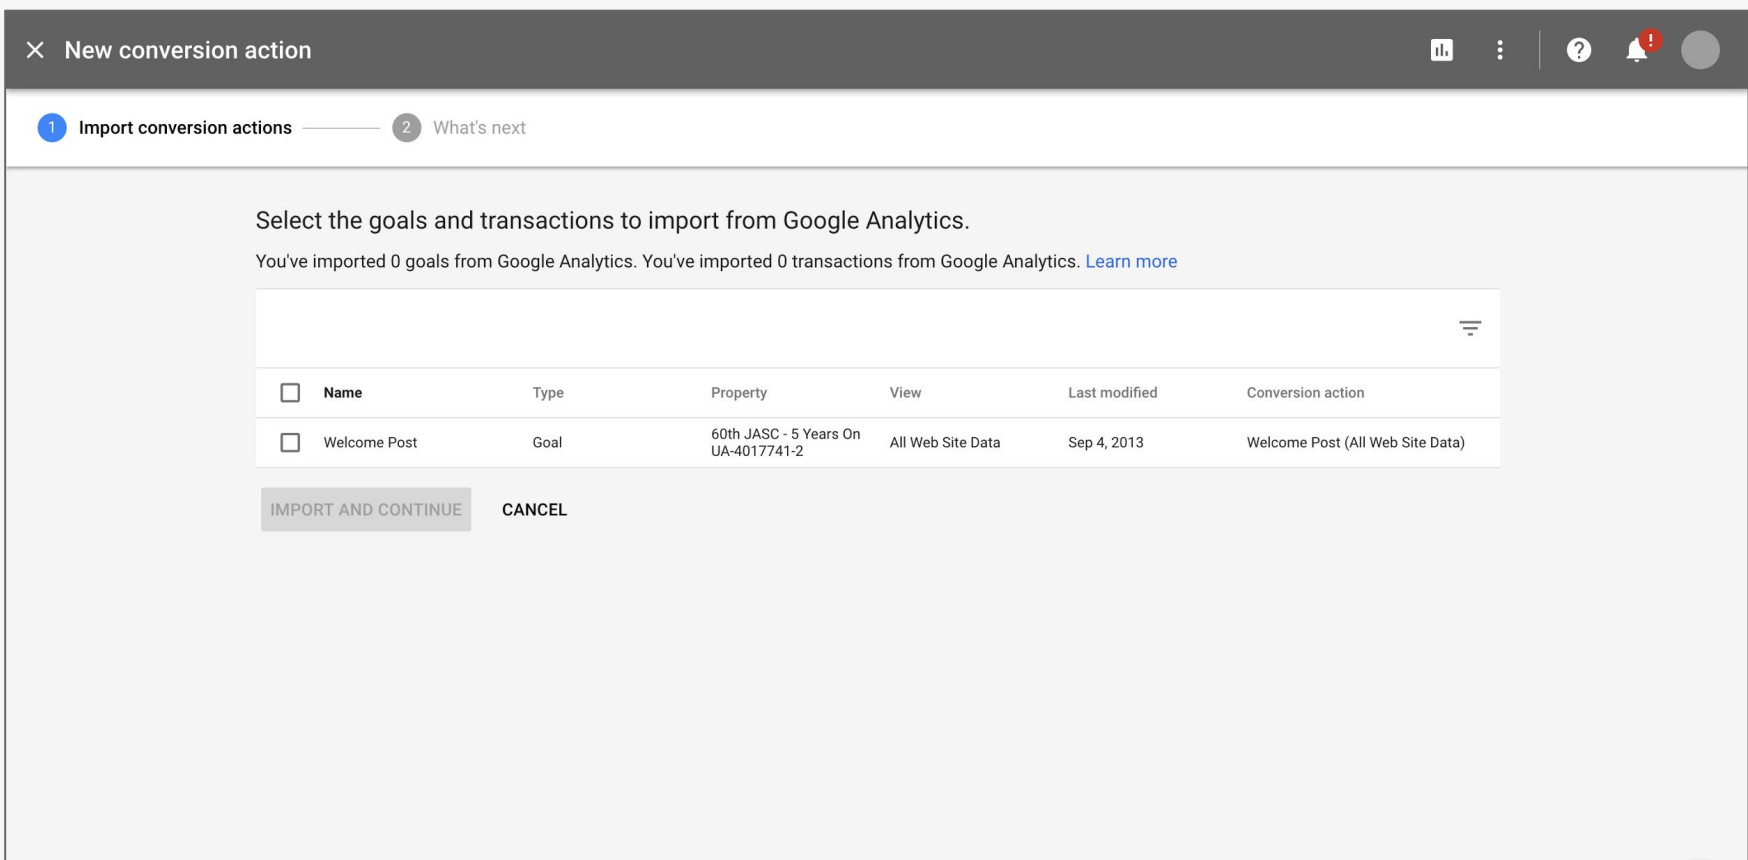 New conversion action
!
1 Import conversion actions 2 What's next
Select the goals and transactions to import from Google Analytics.
You've imported 0 goals from Google Analytics. You've imported 0 transactions from Google Analytics. Learn more
Name Type Property View Last modified Conversion action
Welcome Post Goal 60th JASC - 5 Years On All Web Site Data Sep 4, 2013 Welcome Post (All Web Site Data)
UA-4017741-2
IMPORT AND CONTINUE CANCEL